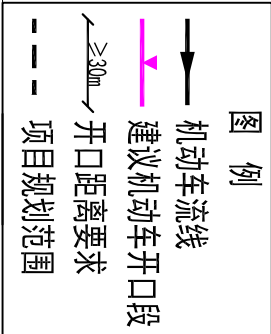 图 例
机动车流线
建议机动车开口段
≥30m
开口距离要求
项目规划范围